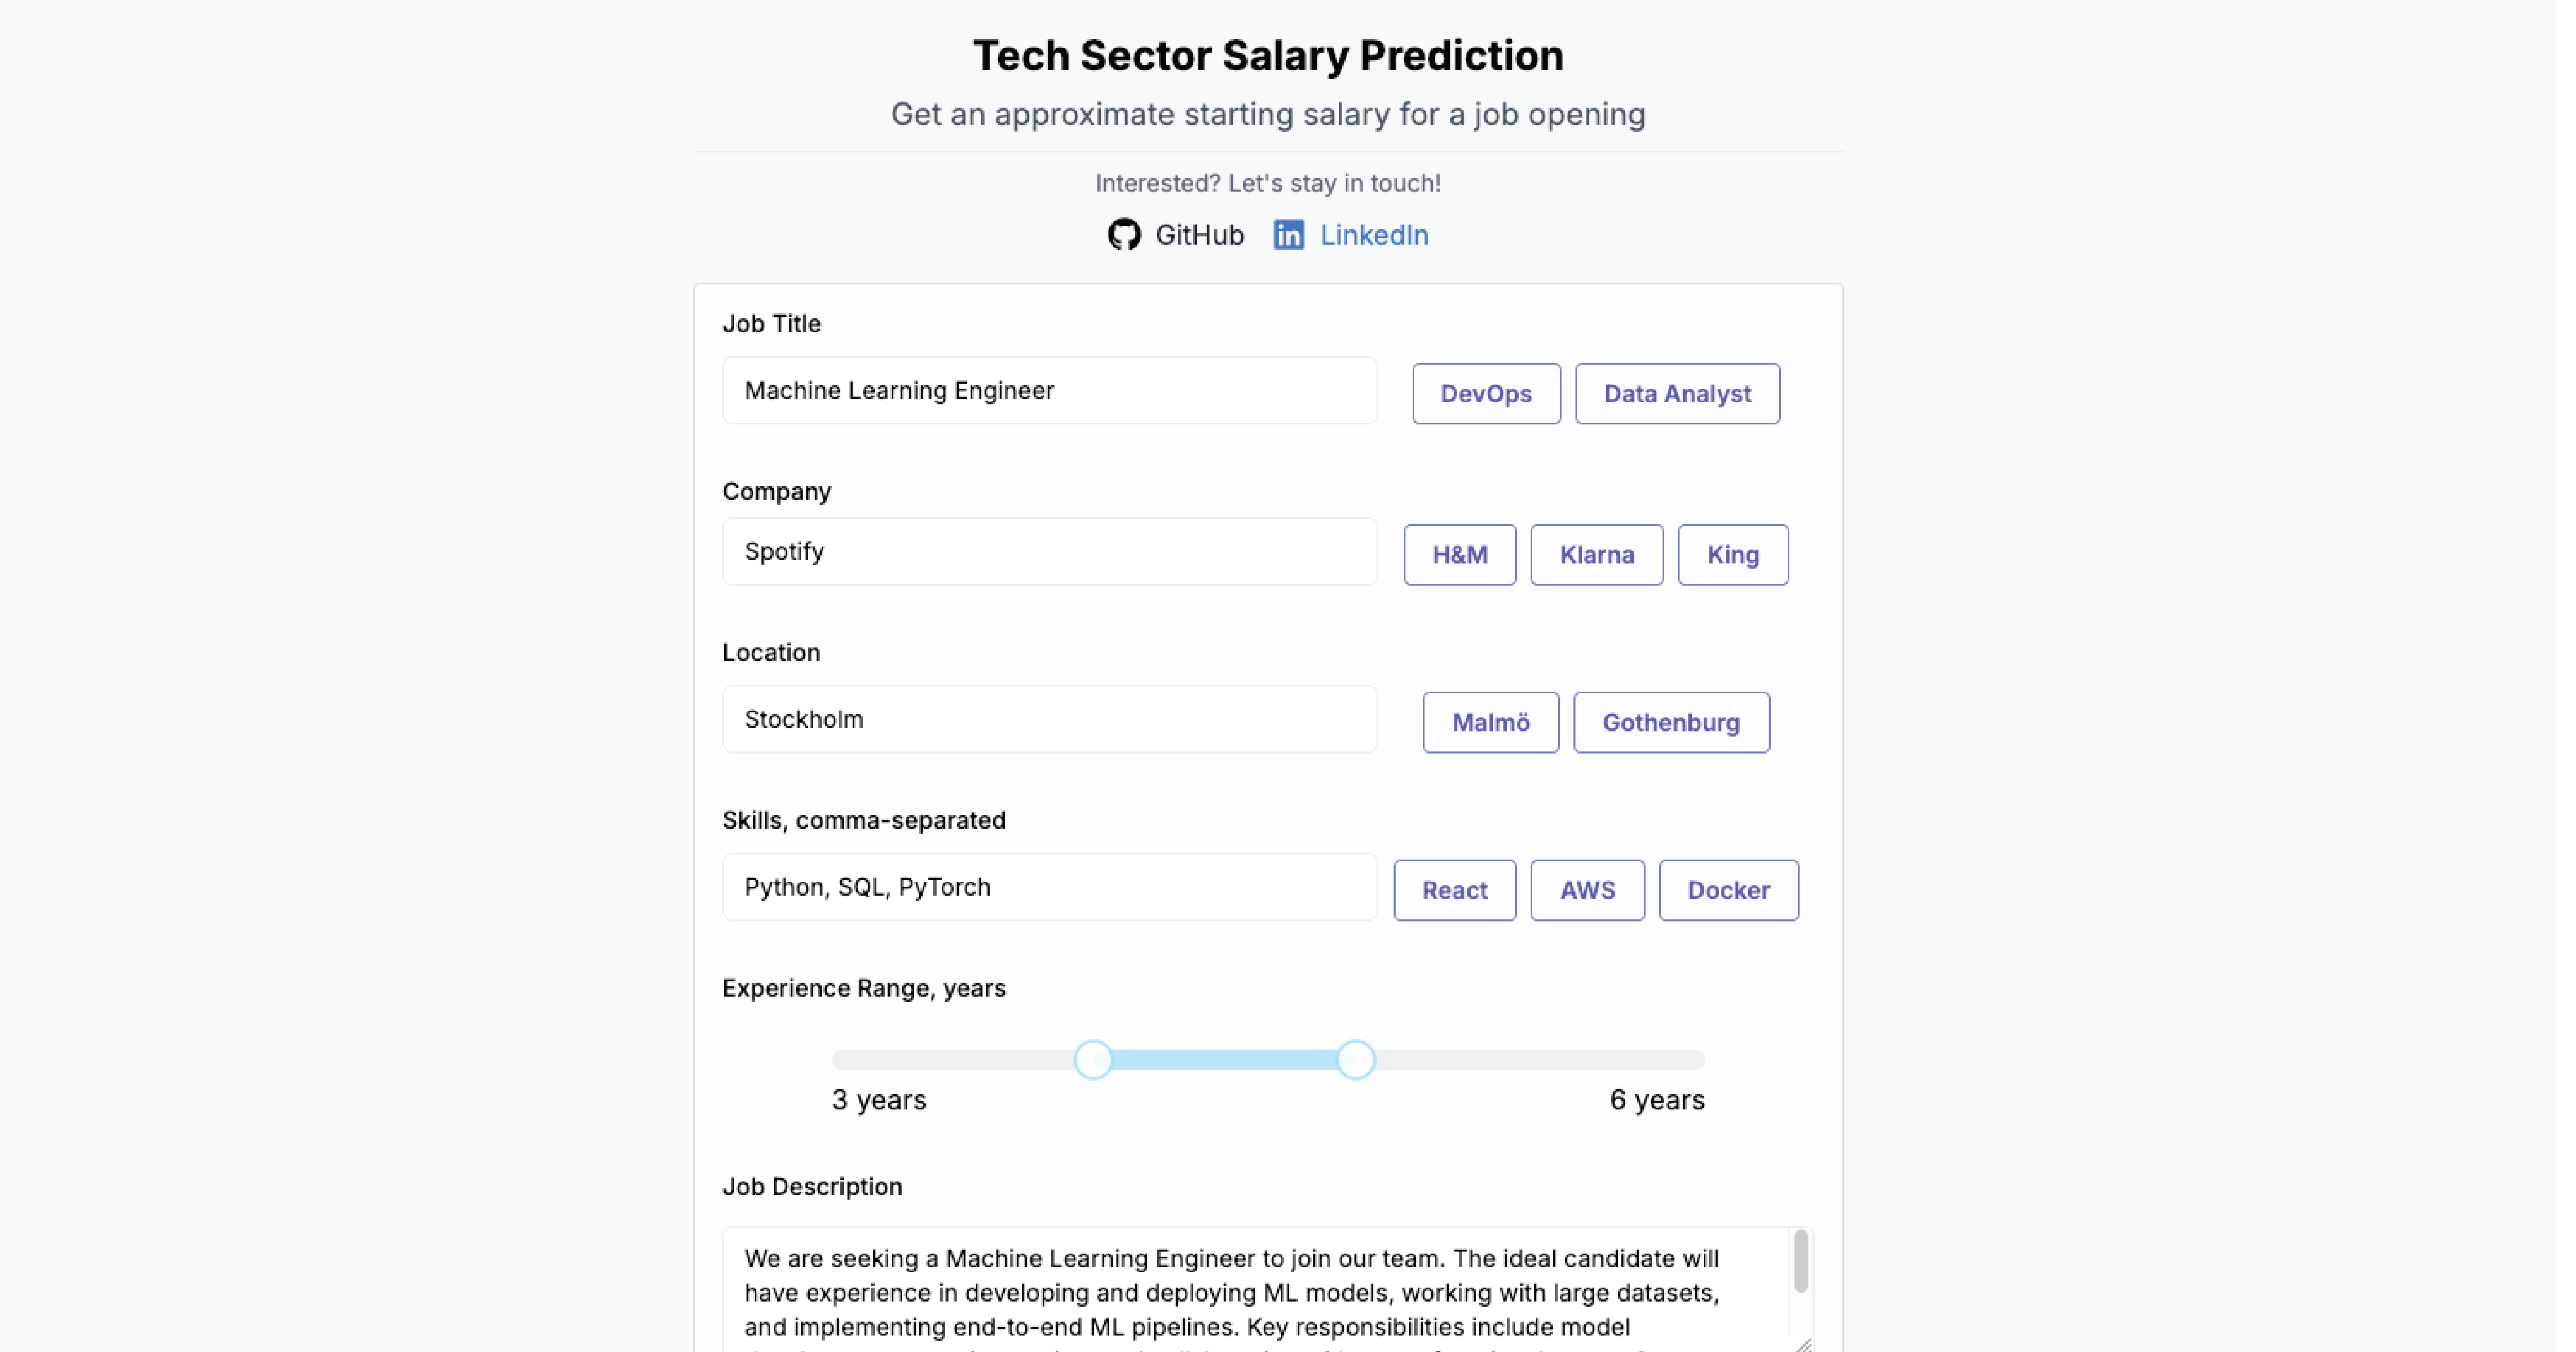 Tech Sector Salary Prediction
Get an approximate starting salary for a job opening
Interested? Let's stay in touch!
GitHub LinkedIn
Job Title
Machine Learning Engineer DevOps Data Analyst
Company
Spotify H&M Klarna King
Location
Stockholm Malmö Gothenburg
Skills, comma-separated
Python, SQL, PyTorch React AWS Docker
Experience Range, years
3 years 6 years
Job Description
We are seeking a Machine Learning Engineer to join our team. The ideal candidate will
have experience in developing and deploying ML models, working with large datasets,
and implementing end-to-end ML pipelines. Key responsibilities include model